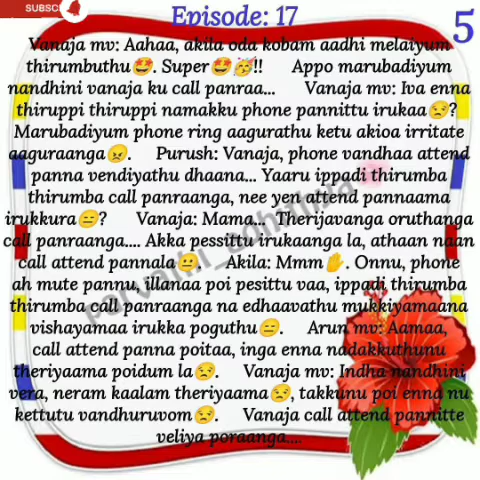 SUBSC
Episode: 17
5
Vanaja mv: Aahaa, akila oda kobam aadhi melaiyum
thirumbuthu🤩. Super🤩🥳!! Appo marubadiyum
nandhini vanaja ku call panraa... Vanaja mv: Iva enna
thiruppi thiruppi namakku phone pannittu irukaa😒?
Marubadiyum phone ring aagurathu ketu akioa irritate
aaguraanga😠. Purush: Vanaja, phone vandhaa attend
panna vendiyathu dhaana... Yaaru ippadi thirumba
thirumba call panraanga, nee yen attend pannaama
irukkura😑? Vanaja: Mama... Therijavanga oruthanga
call panraanga.... Akka pessittu irukaanga la, athaan naan
call attend pannala😐. Akila: Mmm✋. Onnu, phone
ah mute pannu, illanaa poi pesittu vaa, ippadi thirumba
thirumba call panraanga na edhaavathu mukkiyamaana
vishayamaa irukka poguthu😑. Arun mv: Aamaa,
call attend panna poitaa, inga enna nadakkuthunu
theriyaama poidum la😒. Vanaja mv: Indha nandhini
vera, neram kaalam theriyaama😒, takkunu poi enna nu
kettutu vandhuruvom😒. Vanaja call attend pannitte
veliya poraanga....